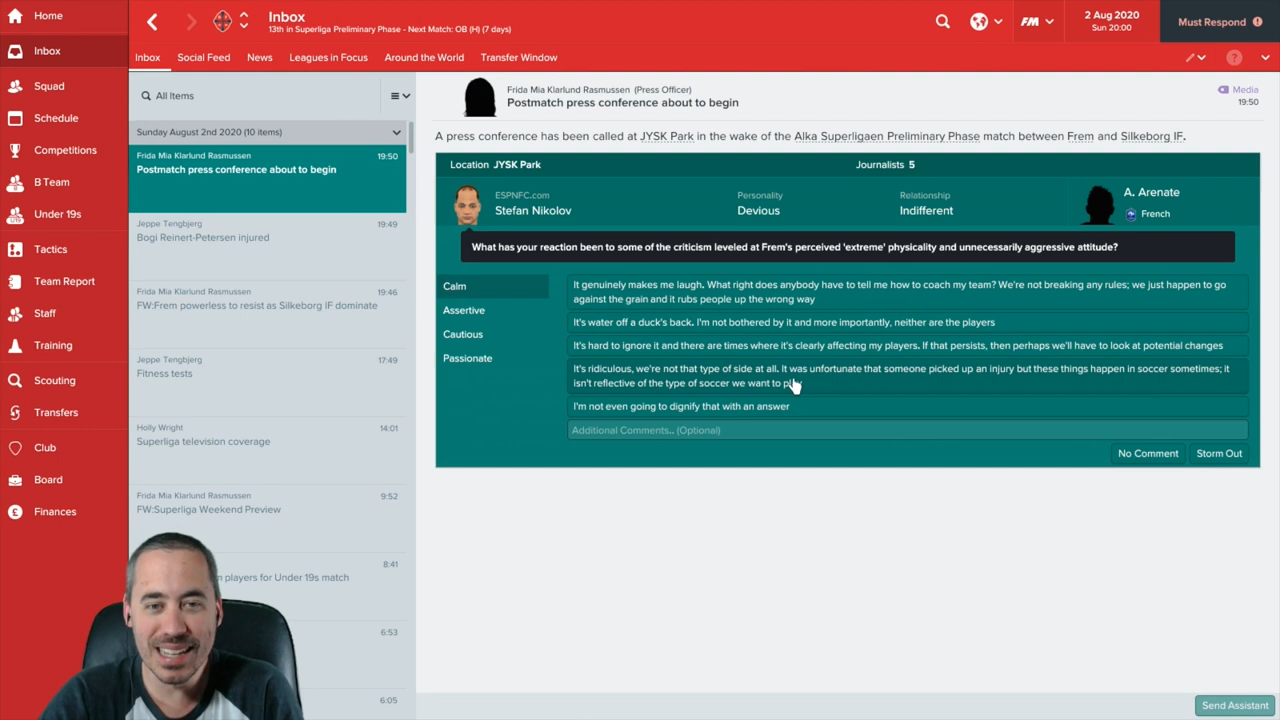 Home
Inbox
Squad
Schedule
Competitions
B Team
Under 19s
Tactics
Team Report
Staff
Training
Scouting
Transfers
Club
Board
Finances
Inbox
13th in Superliga Preliminary Phase - Next Match: OB (H) (7 days)
FM
2 Aug 2020
Sun 20:00
Must Respond
Inbox
Social Feed
News
Leagues in Focus
Around the World
Transfer Window
All Items
Sunday August 2nd 2020 (10 items)
Frida Mia Klarlund Rasmussen 19:50
Postmatch press conference about to begin
Jeppe Tengbjerg 19:49
Bogi Reinert-Petersen injured
Frida Mia Klarlund Rasmussen 19:46
FW:Frem powerless to resist as Silkeborg IF dominate
Jeppe Tengbjerg 17:49
Fitness tests
Holly Wright 14:01
Superliga television coverage
Frida Mia Klarlund Rasmussen 9:52
FW:Superliga Weekend Preview
8:41
players for Under 19s match
6:53
6:05
Frida Mia Klarlund Rasmussen (Press Officer)
Postmatch press conference about to begin
Media
19:50
A press conference has been called at JYSK Park in the wake of the Alka Superligaen Preliminary Phase match between Frem and Silkeborg IF.
Location JYSK Park
Journalists 5
ESPNFC.com
Stefan Nikolov
Personality
Devious
Relationship
Indifferent
A. Arenate
French
What has your reaction been to some of the criticism leveled at Frem's perceived 'extreme' physicality and unnecessarily aggressive attitude?
Calm
Assertive
Cautious
Passionate
It genuinely makes me laugh. What right does anybody have to tell me how to coach my team? We're not breaking any rules; we just happen to go
against the grain and it rubs people up the wrong way
It's water off a duck's back. I'm not bothered by it and more importantly, neither are the players
It's hard to ignore it and there are times where it's clearly affecting my players. If that persists, then perhaps we'll have to look at potential changes
It's ridiculous, we're not that type of side at all. It was unfortunate that someone picked up an injury but these things happen in soccer sometimes; it
isn't reflective of the type of soccer we want to
I'm not even going to dignify that with an answer
Additional Comments.. (Optional)
No Comment
Storm Out
Send Assistant